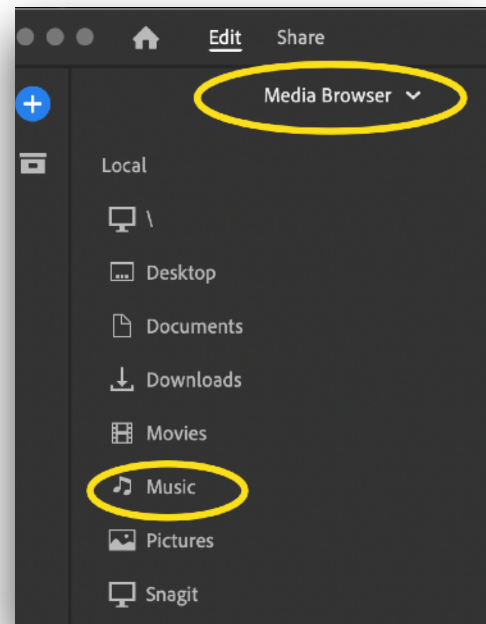 Edit Share
Media Browser
Local
\
Desktop
Documents
Downloads
Movies
Music
Pictures
Snagit